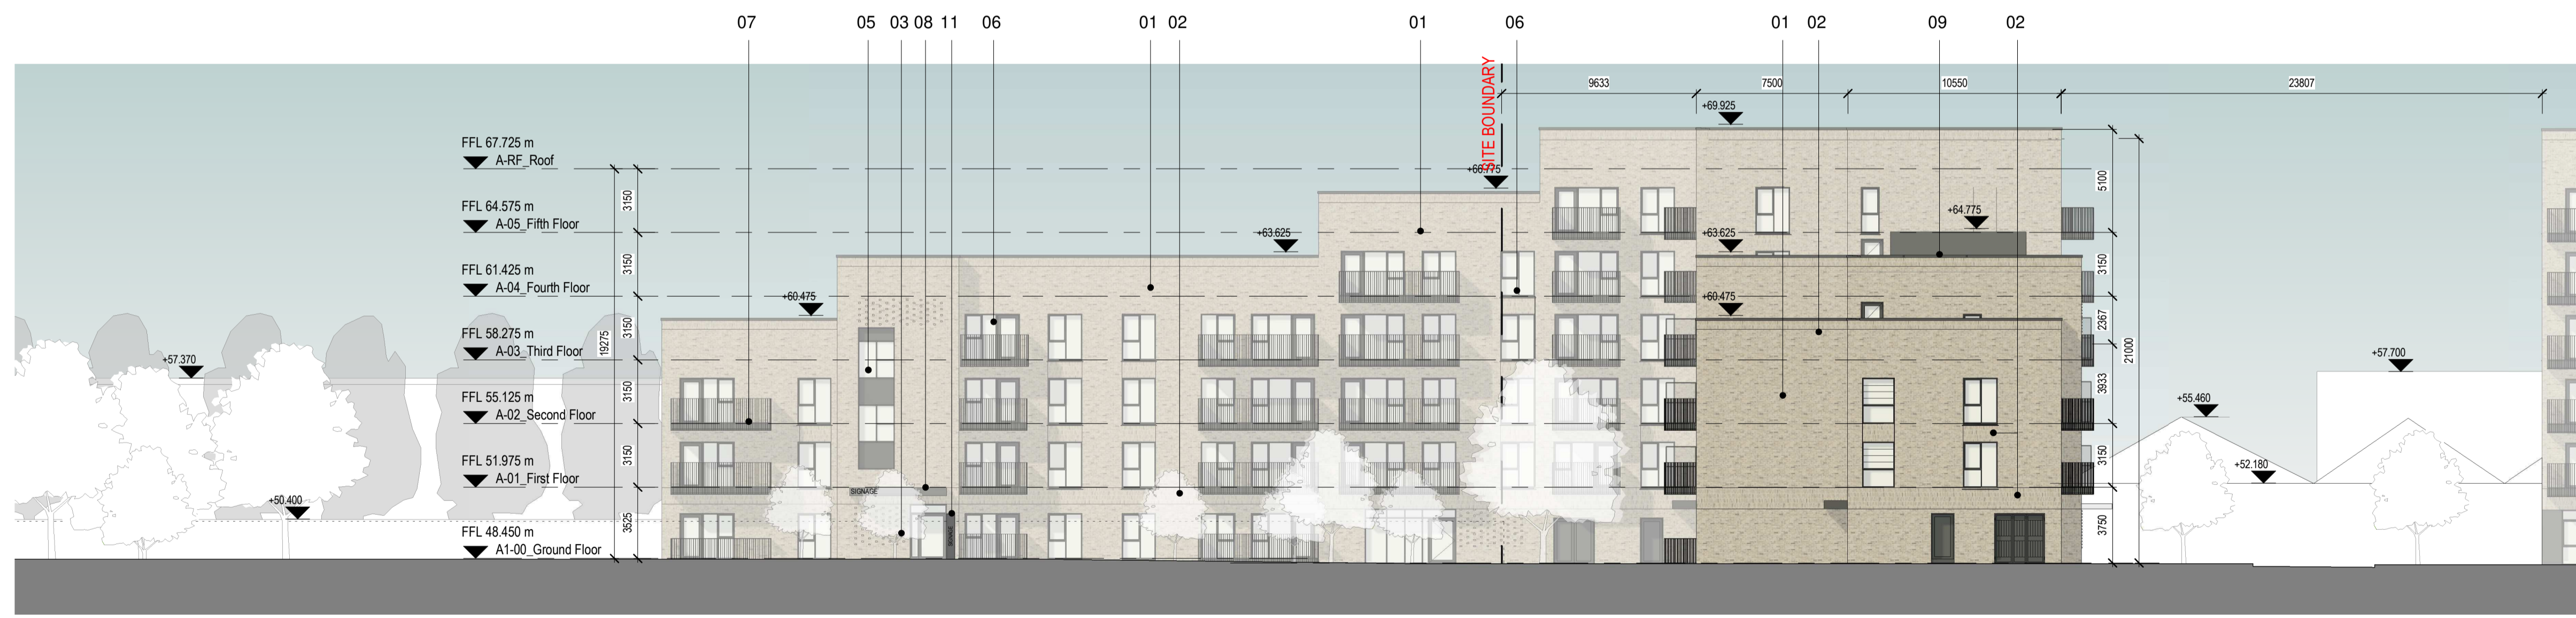 07 05 03 08 11 06 01 02 01 06 01 02 09 02
SITE BOUNDARY
9633 7500 10550 23807
+69.925
FFL 67.725 m
A-RF_Roof
+66.775
3150
5100
FFL 64.575 m
A-05_Fifth Floor
+64.775
+63.625
+63.625
3150
3150
FFL 61.425 m
A-04_Fourth Floor
+60.475
+60.475
19275
3150
2367
21000
FFL 58.275 m
A-03_Third Floor
+57.370
+57.700
3150
3933
FFL 55.125 m
A-02_Second Floor
+55.460
3150
3150
FFL 51.975 m
A-01_First Floor
+52.180
SIGNAGE
+50.400
3525
SIGNAGE
3750
FFL 48.450 m
A1-00_Ground Floor